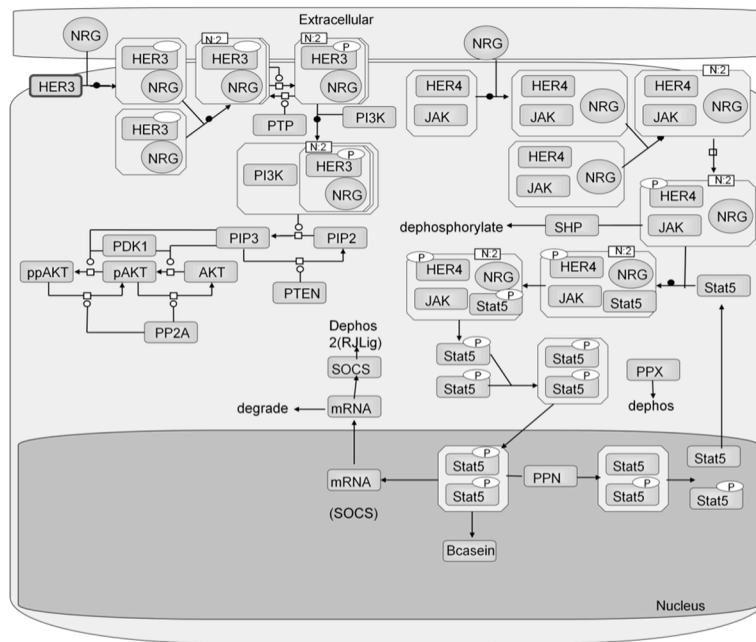 Extracellular
NRG
NRG
N:2
N:2
P
HER3
HER3
HER3
HER3
NRG
NRG
NRG
N:2
HER4
HER4
HER4
NRG
NRG
JAK
JAK
JAK
HER3
NRG
PTP
PI3K
HER4
NRG
JAK
N:2
P
HER3
PI3K
NRG
P
N:2
HER4
NRG
JAK
dephosphorylate
SHP
PIP3
PIP2
PDK1
ppAKT
pAKT
AKT
PTEN
PP2A
P
N:2
HER4
NRG
P
JAK
Stat5
P
N:2
HER4
NRG
JAK
Stat5
Stat5
Dephos
2(RJLig)
SOCS
degrade
mRNA
P
Stat5
P
Stat5
P
Stat5
P
Stat5
PPX
dephos
P
Stat5
P
Stat5
mRNA
(SOCS)
PPN
Stat5
P
Stat5
Stat5
P
Stat5
Bcasein
Nucleus